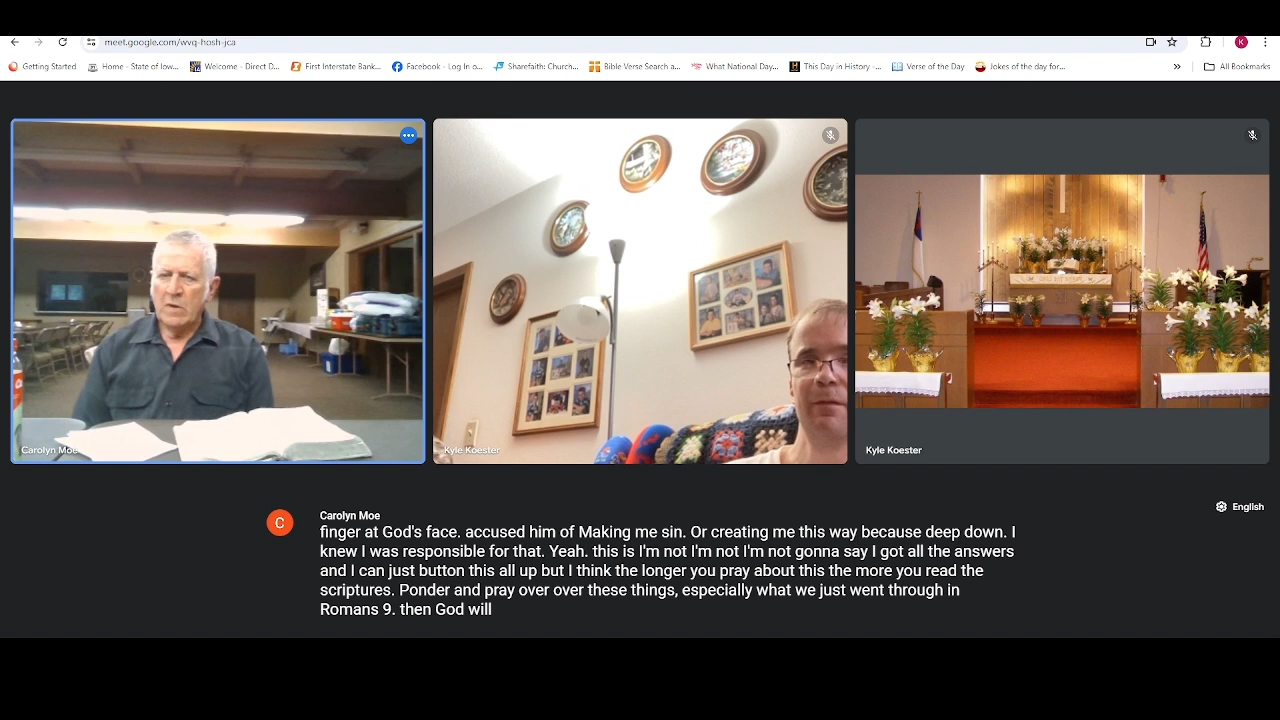 meet.google.com/wvq-hosh-jca
Getting Started Home - State of Iow... Welcome - Direct D... First Interstate Bank... Facebook - Log In o... Sharefaith: Church... Bible Verse Search a... What National Day... This Day in History -... Verse of the Day Jokes of the day for... » All Bookmarks
K
Carolyn Moe
Kyle Koester
Kyle Koester
English
C
Carolyn Moe
finger at God's face. accused him of Making me sin. Or creating me this way because deep down. I
knew I was responsible for that. Yeah. this is I'm not I'm not I'm not gonna say I got all the answers
and I can just button this all up but I think the longer you pray about this the more you read the
scriptures. Ponder and pray over over these things, especially what we just went through in
Romans 9. then God will